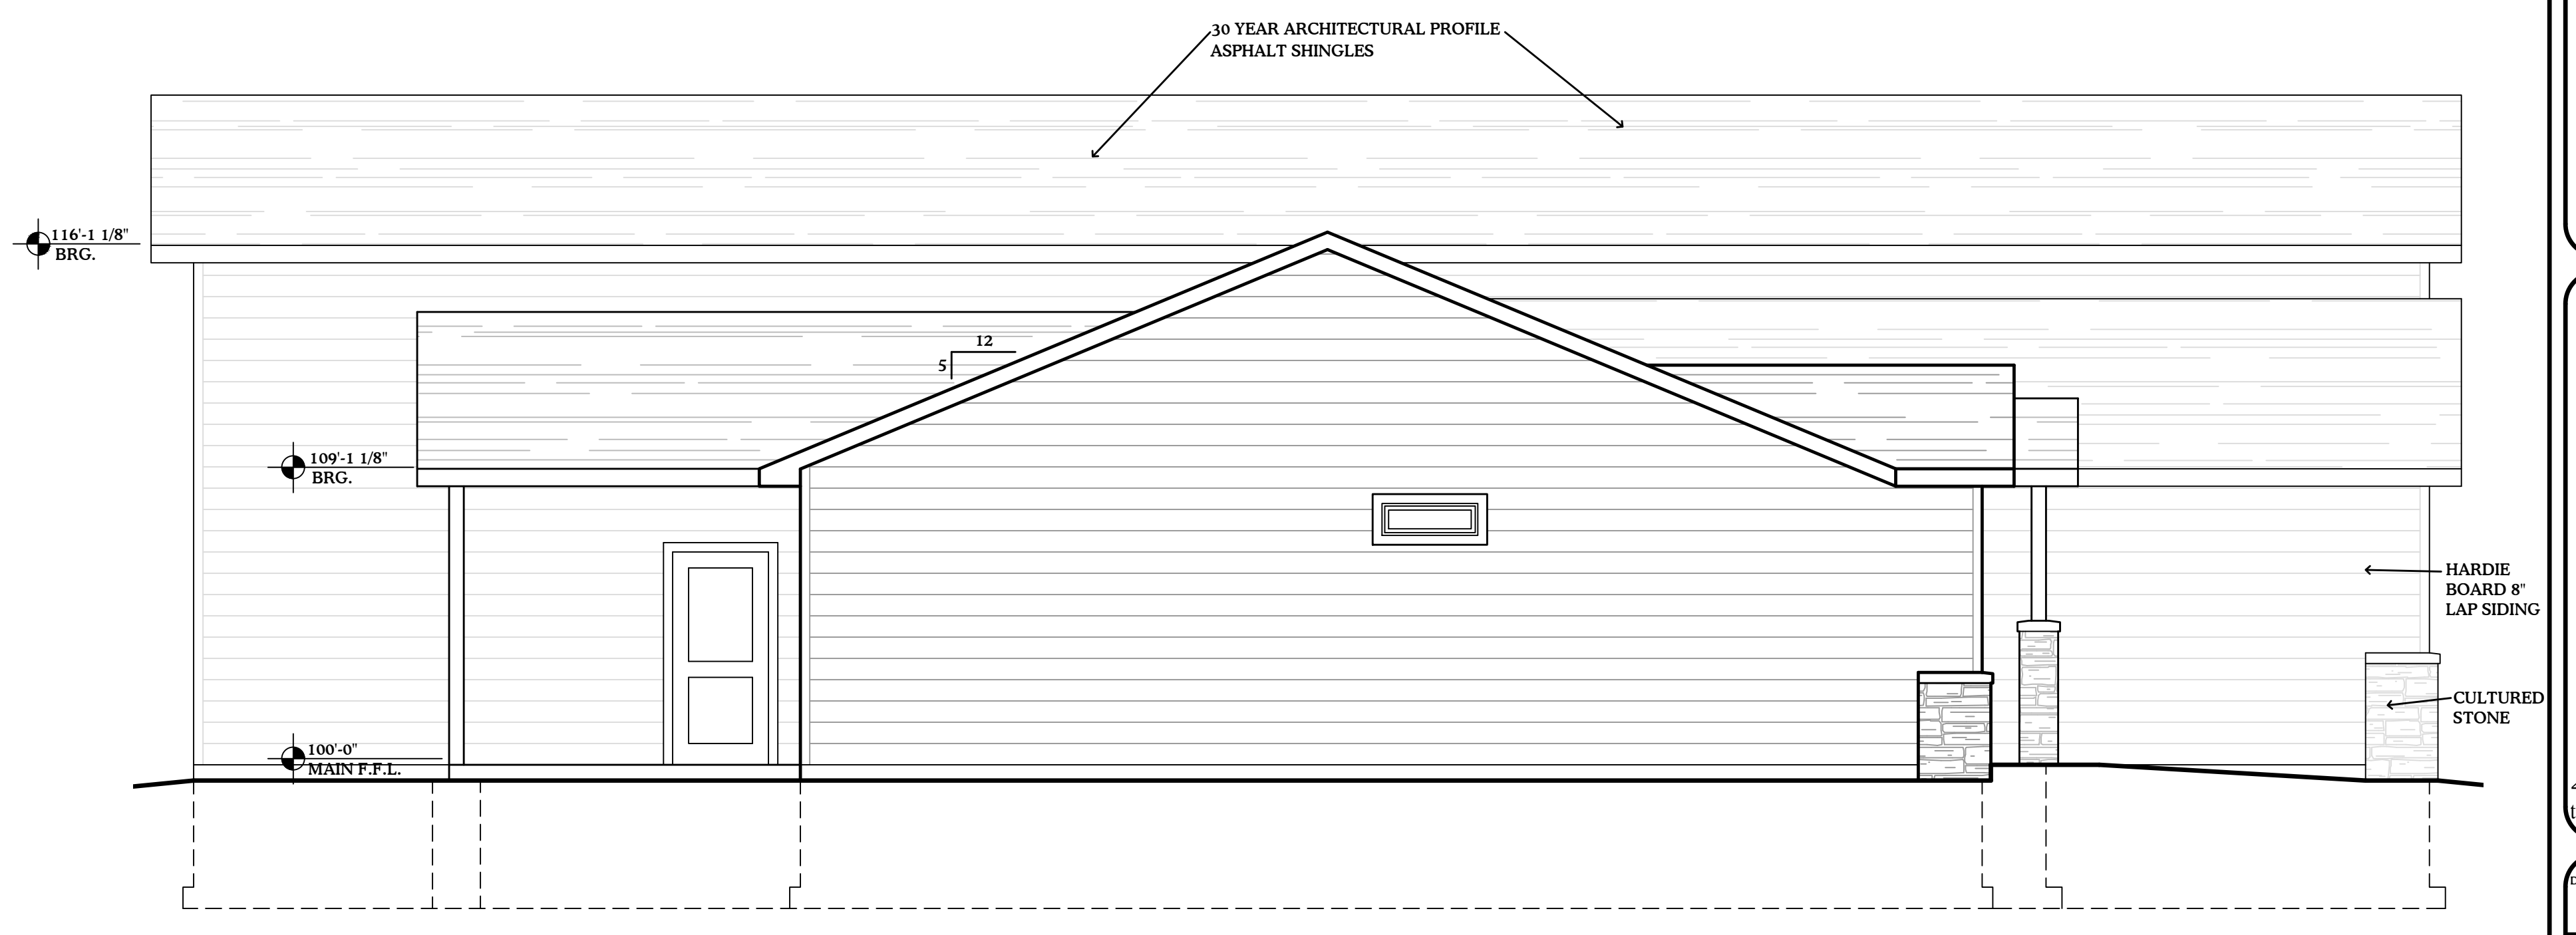 30 YEAR ARCHITECTURAL PROFILE
ASPHALT SHINGLES
116'-1 1/8"
BRG.
12
5
109'-1 1/8"
BRG.
HARDIE
BOARD 8"
LAP SIDING
CULTURED
STONE
100'-0"
MAIN F.F.L.